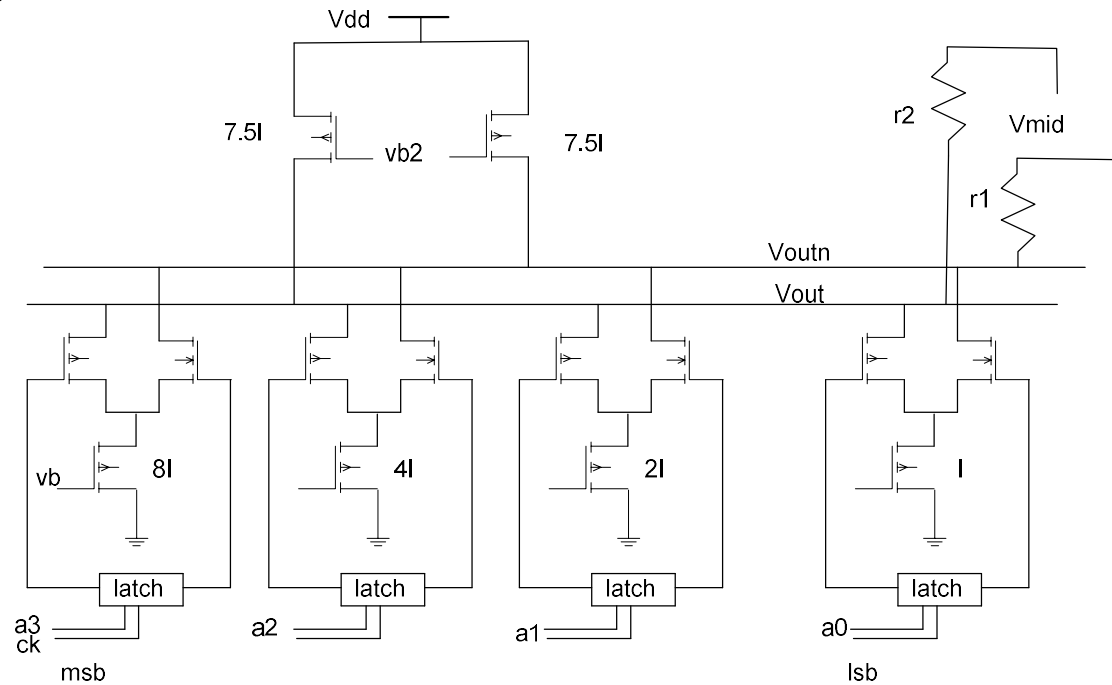 Vdd
7.5I
vb2
7.5I
r2
Vmid
r1
Voutn
Vout
vb
8I
4I
2I
I
latch
latch
latch
latch
a3
ck
a2
a1
a0
msb
lsb